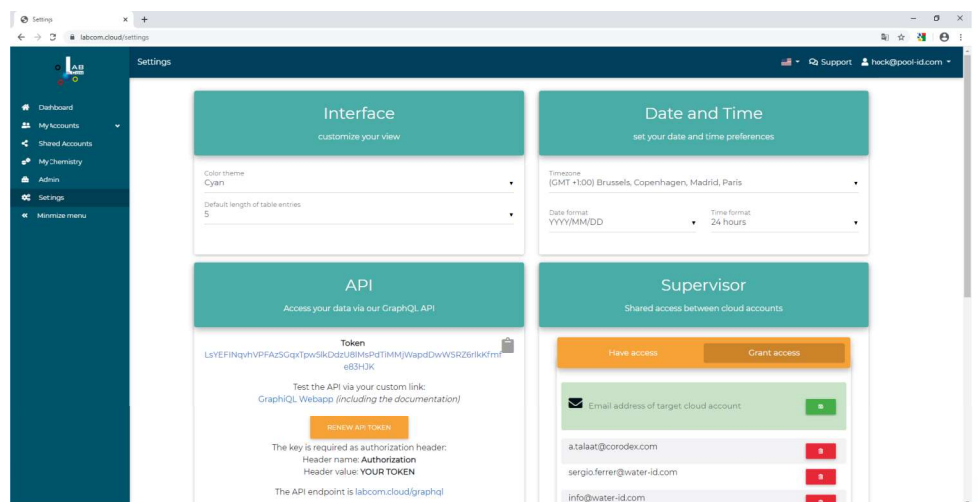 Settings
labcom.cloud/settings
LAB
COM
Settings
Support
heck@pool-id.com
Dashboard
My Accounts
Shared Accounts
My Chemistry
Admin
Settings
Minimize menu
Interface
customize your view
Color theme
Cyan
Default length of table entries
5
Date and Time
set your date and time preferences
Timezone
(GMT +1:00) Brussels, Copenhagen, Madrid, Paris
Date format
YYYY/MM/DD
Time format
24 hours
API
Access your data via our GraphQL API
Token
e83HJK
Test the API via your custom link:
GraphiQL Webapp (including the documentation)
RENEW API TOKEN
The key is required as authorization header:
Header name: Authorization
Header value: YOUR TOKEN
The API endpoint is labcom.cloud/graphql
Supervisor
Shared access between cloud accounts
Have access
Grant access
Email address of target cloud account
a.talaat@corodex.com
sergio.ferrer@water-id.com
info@water-id.com